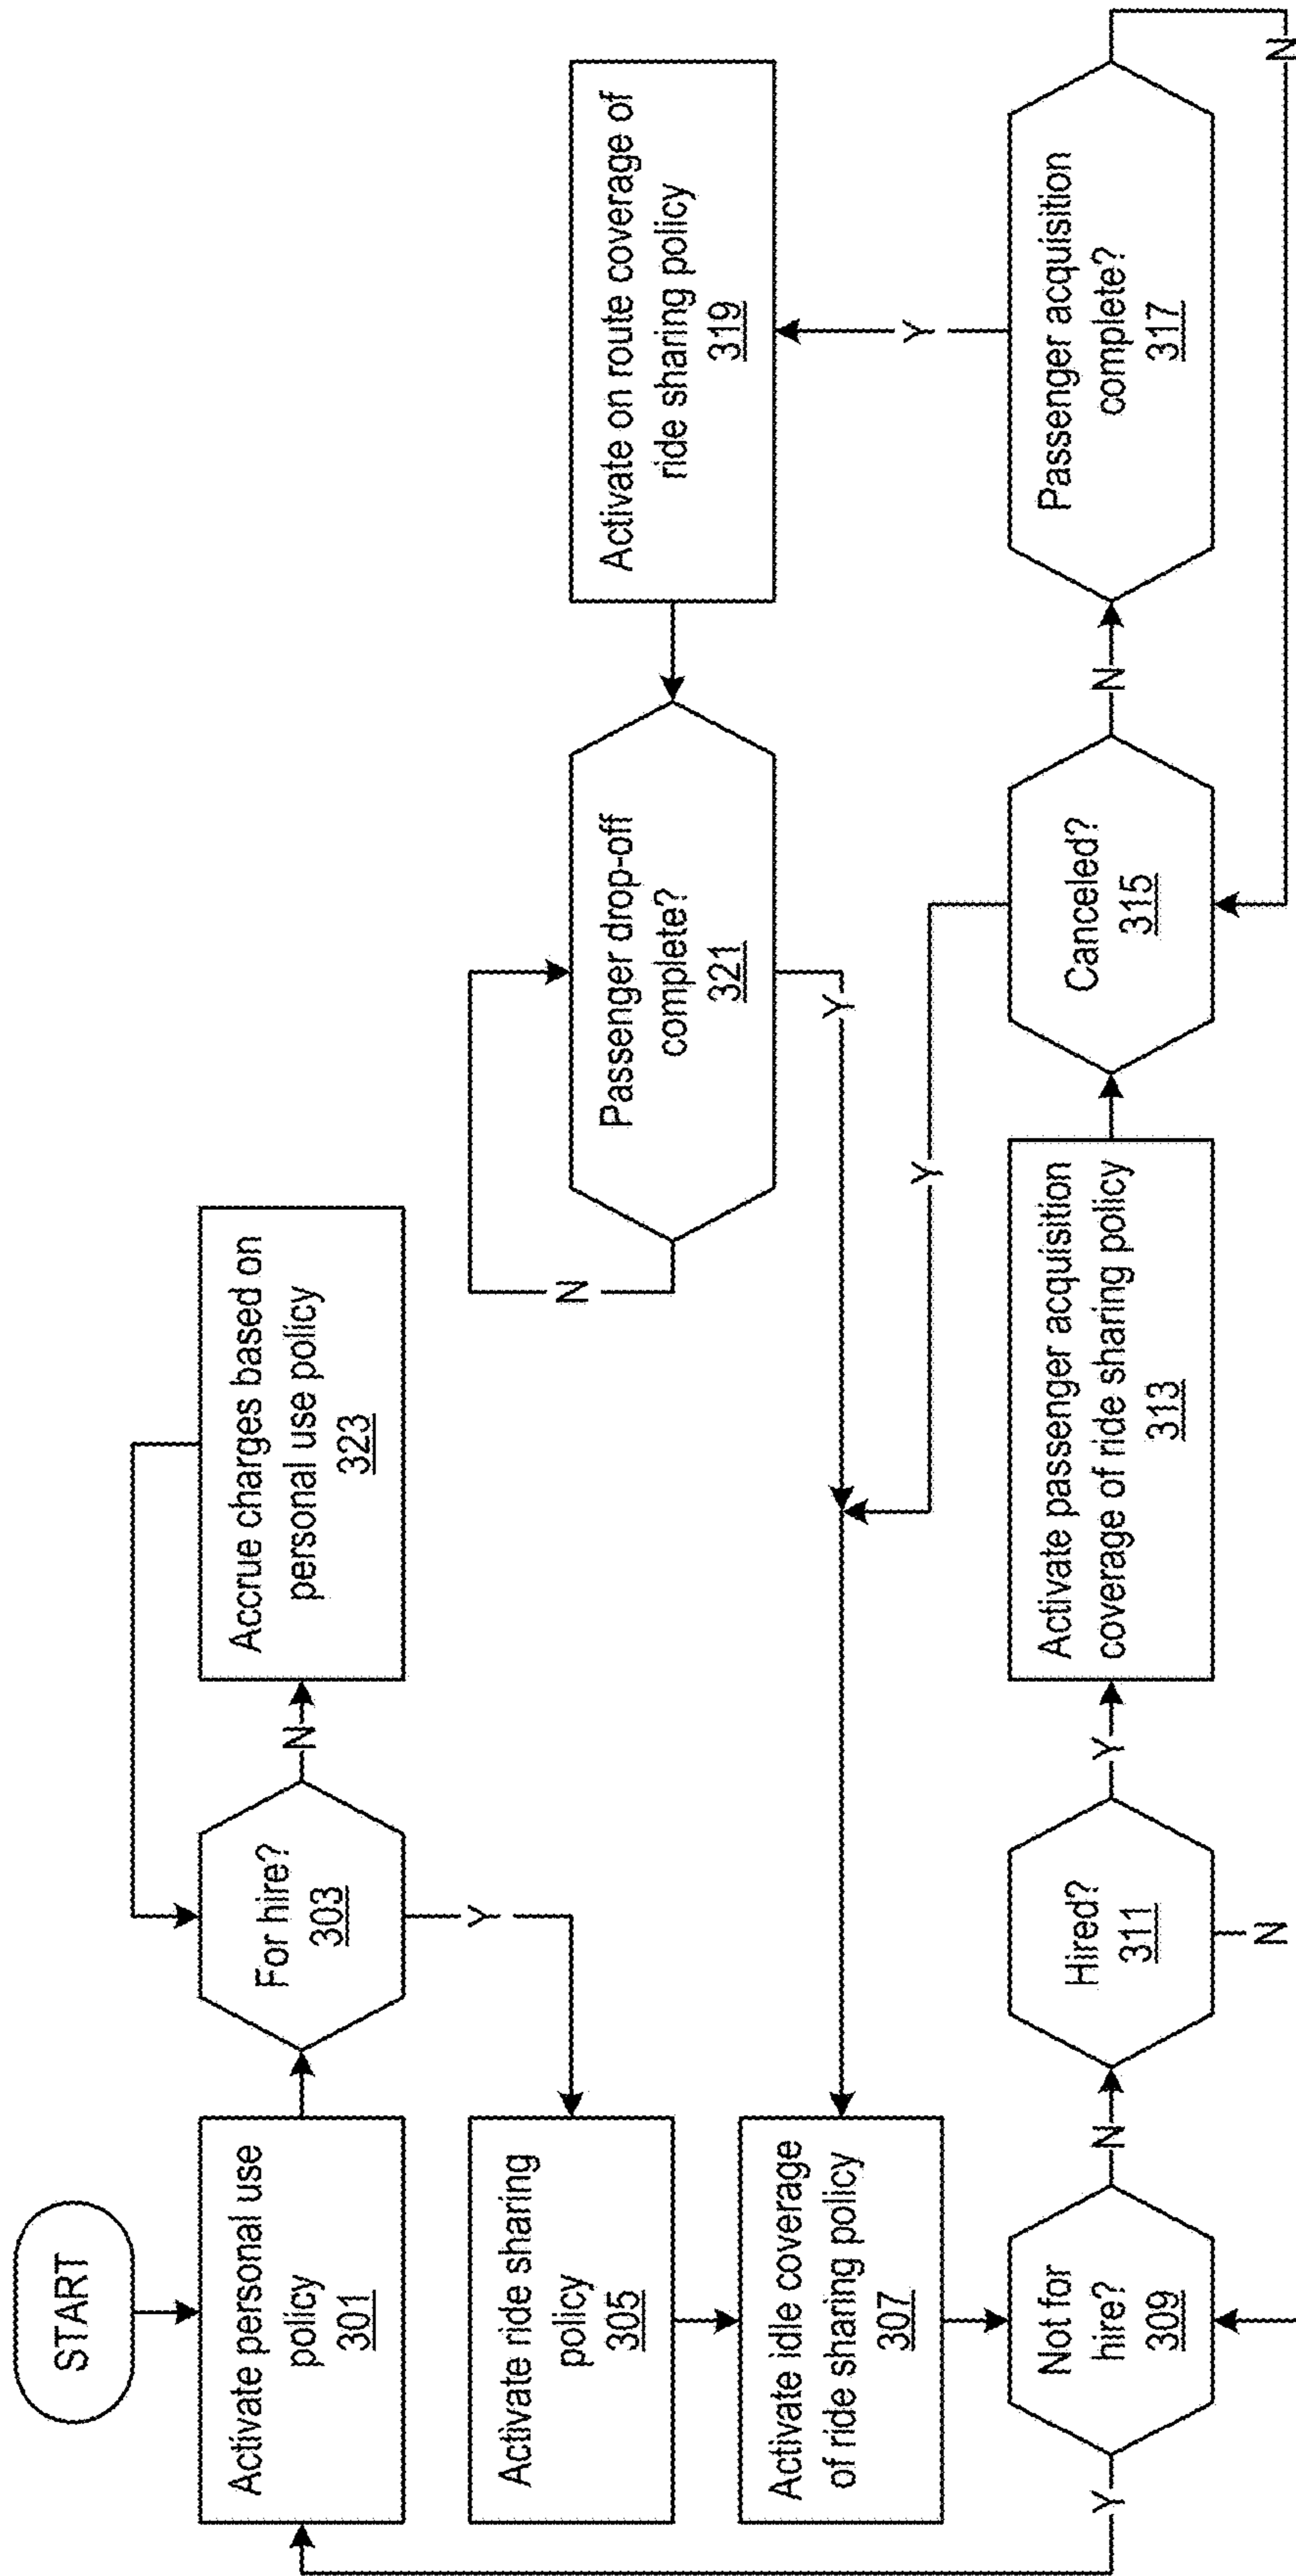 START
Activate personal use
policy
301
For hire?
303
N
Accrue charges based on
personal use policy
323
Y
Activate ride sharing
policy
305
Activate idle coverage
of ride sharing policy
307
Not for
hire?
309
Y
N
Hired?
311
N
Y
Activate passenger acquisition
coverage of ride sharing policy
313
Canceled?
315
Y
N
Passenger acquisition
complete?
317
N
Y
Activate on route coverage of
ride sharing policy
319
Passenger drop-off
complete?
321
N
Y